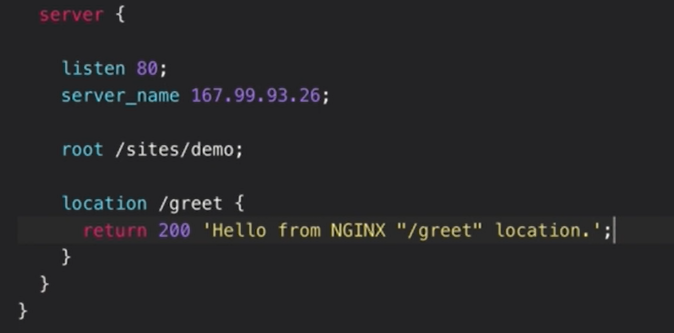 server {
listen 80;
server_name 167.99.93.26;
root /sites/demo;
location /greet {
return 200 'Hello from NGINX "/greet" location.';
}
}
}